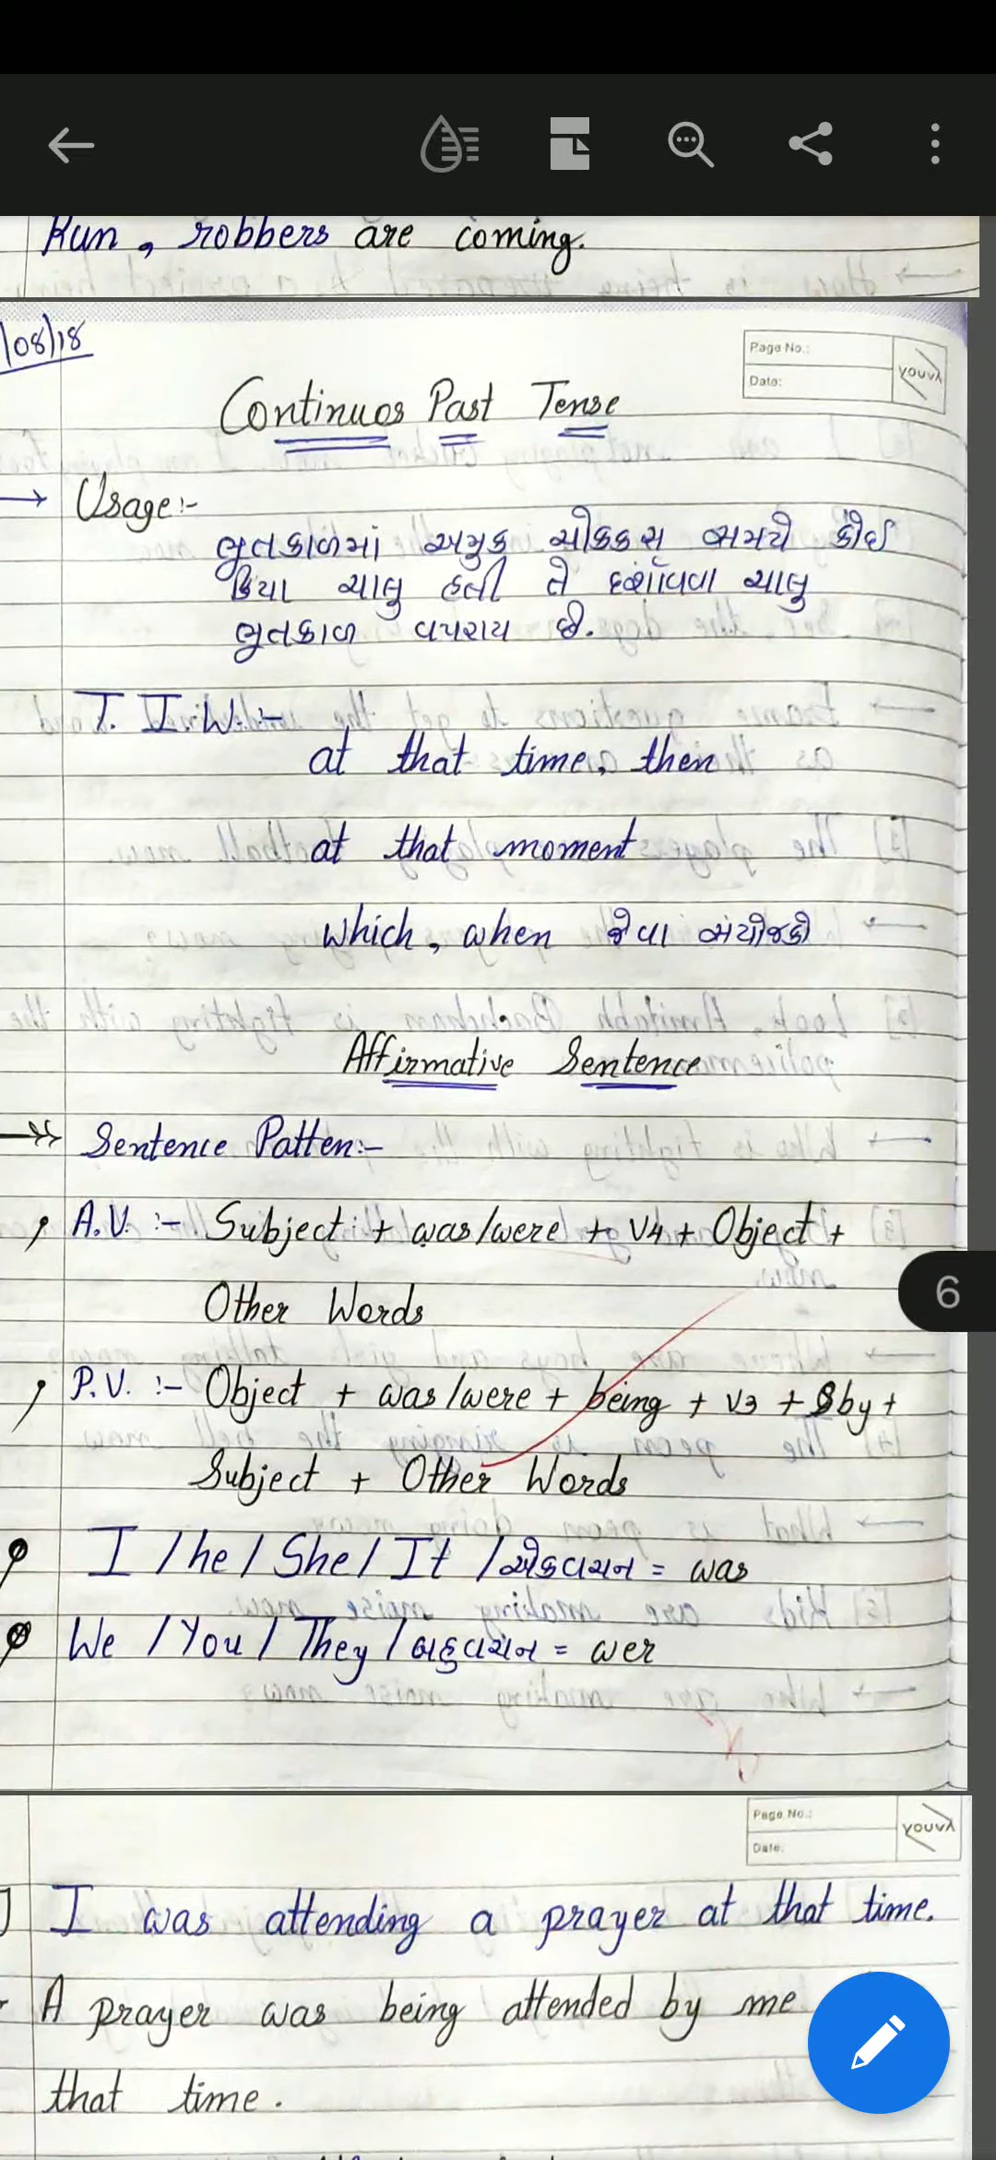 Run, robbers are coming.
/08/18
Page No.:
Date:
youva
Continuos Past Tense
→ Usage:-
ભુતકાળમાં અમુક ચોકકસ સમયે કોઈ
ક્રિયા ચાલુ હતી તે દર્શાવવા ચાલુ
ભુતકાળ વપરાય છે.
T. I. W. :-
at that time, then
at that moment
which, when જેવા સંયોજકો
Affirmative Sentence
Sentence Patten:-
A.V. :- Subject + was/were + V4 + Object +
Other Words
6
P.V. :- Object + was/were + being + V3 + by +
Subject + Other Words
I / he / She / It / એકવચન = was
We / You / They / બહુવચન = wer
Page No.:
Date:
youva
I was attending a prayer at that time.
A prayer was being attended by me
that time.